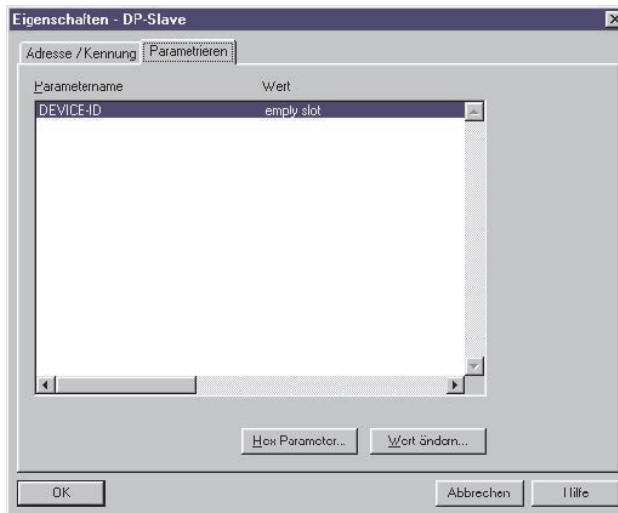 Eigenschaften - DP-Slave
Adresse / Kennung Parametrieren
Parametername Wert
DEVICE-ID empty slot
Hex Parameter... Wert ändern...
OK Abbrechen Hilfe